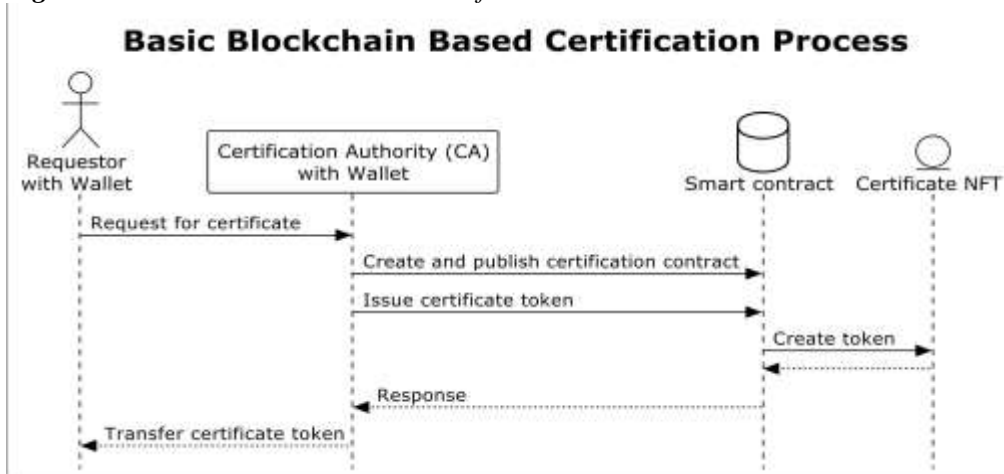 Basic Blockchain Based Certification Process
Requestor
with Wallet
Certification Authority (CA)
with Wallet
Smart contract
Certificate NFT
Request for certificate
Create and publish certification contract
Issue certificate token
Create token
Response
Transfer certificate token